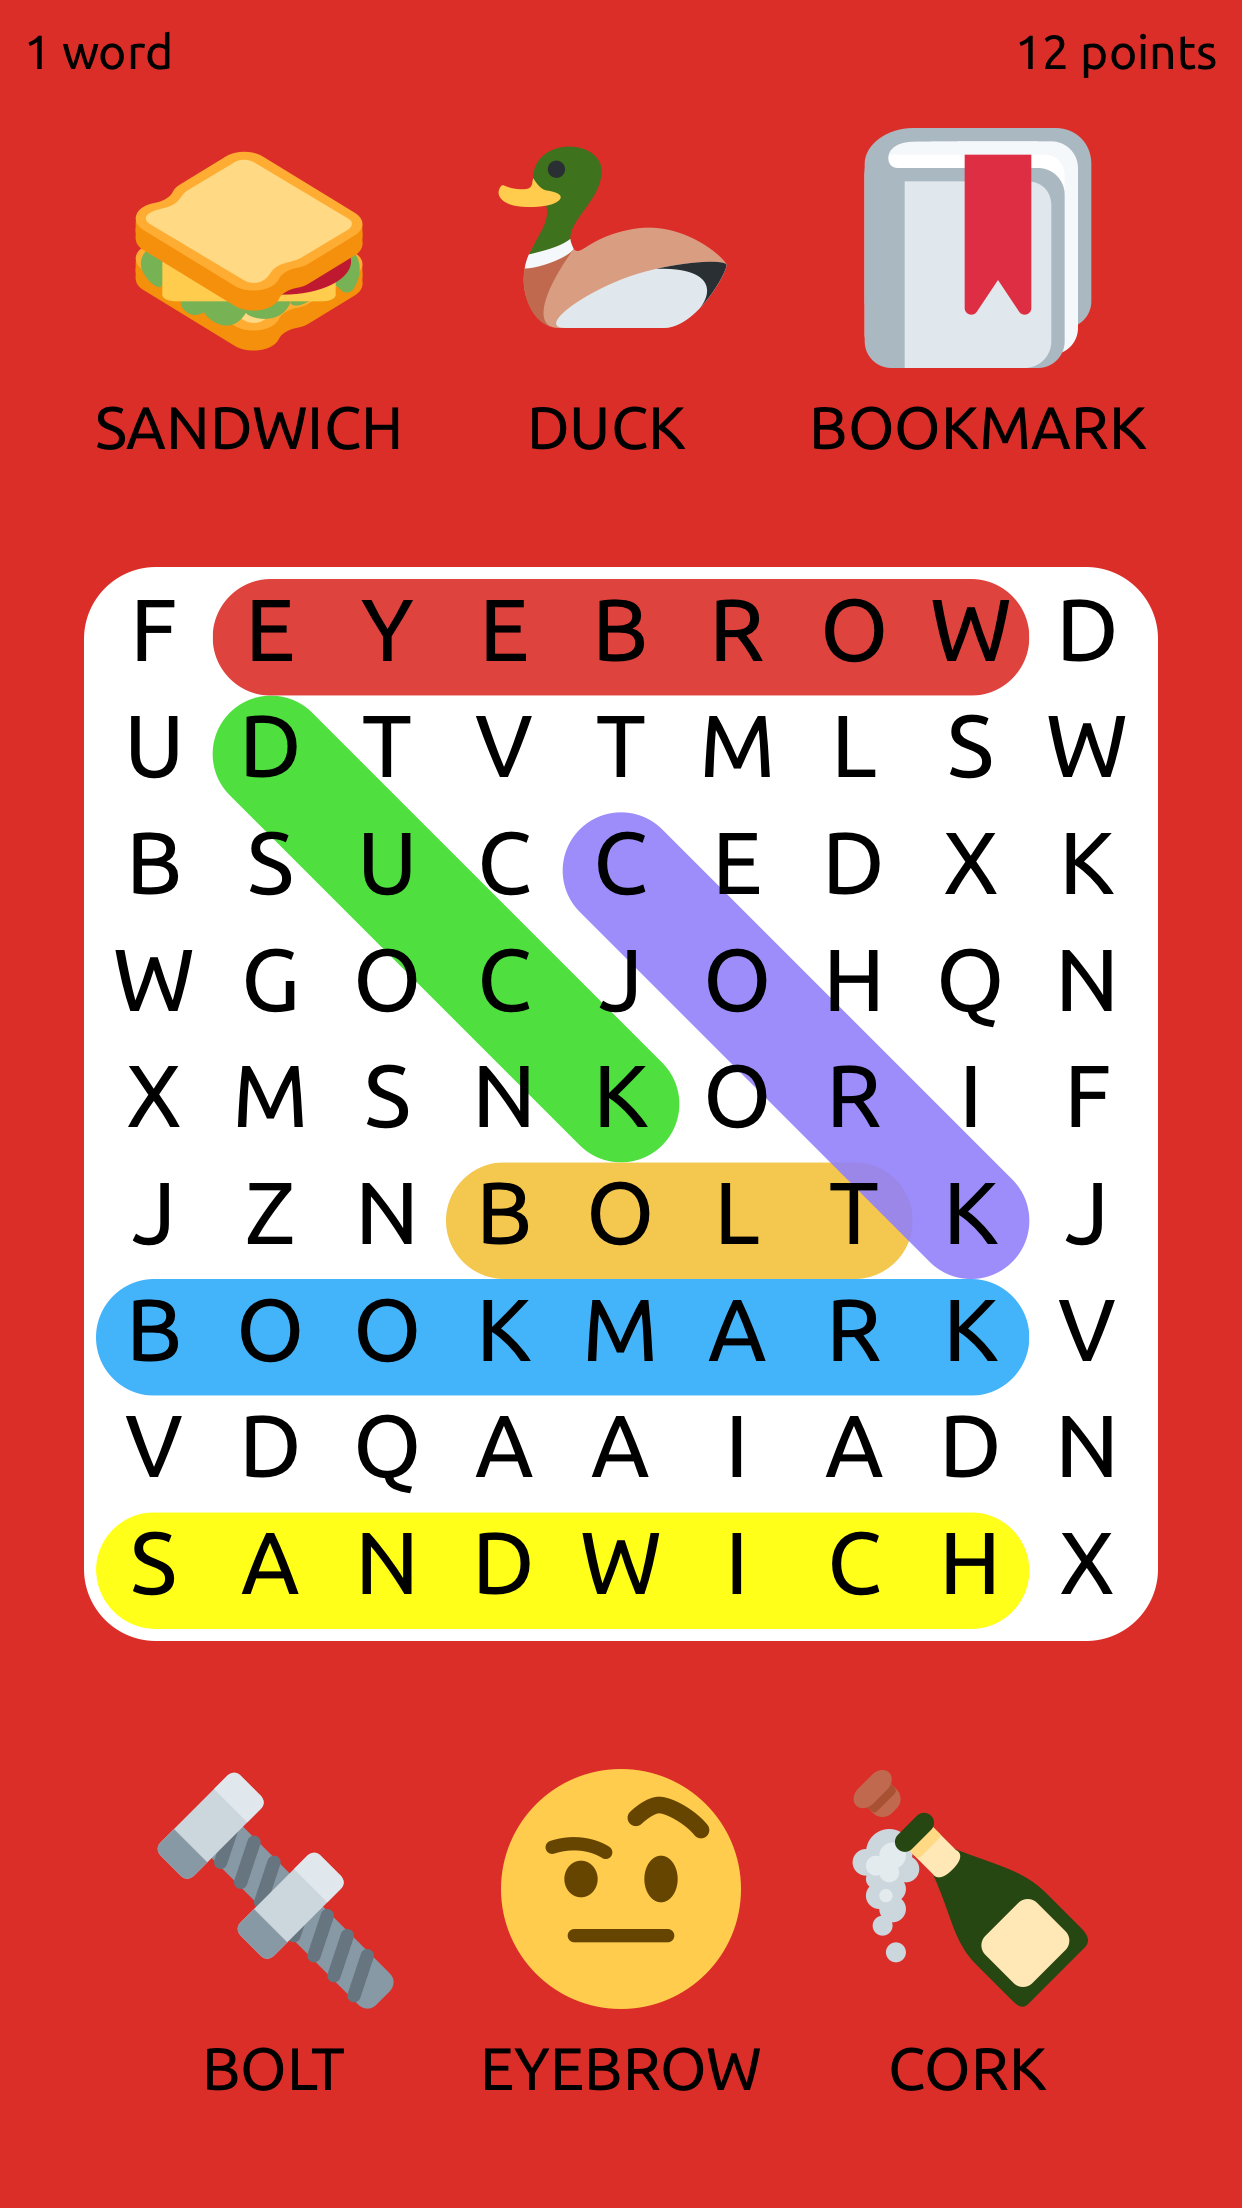 1 word 12 points
SANDWICH DUCK BOOKMARK
F E Y E B R O W D
U D T V T M L S W
B S U C C E D X K
W G O C J O H Q N
X M S N K O R I F
J Z N B O L T K J
B O O K M A R K V
V D Q A A I A D N
S A N D W I C H X
BOLT EYEBROW CORK